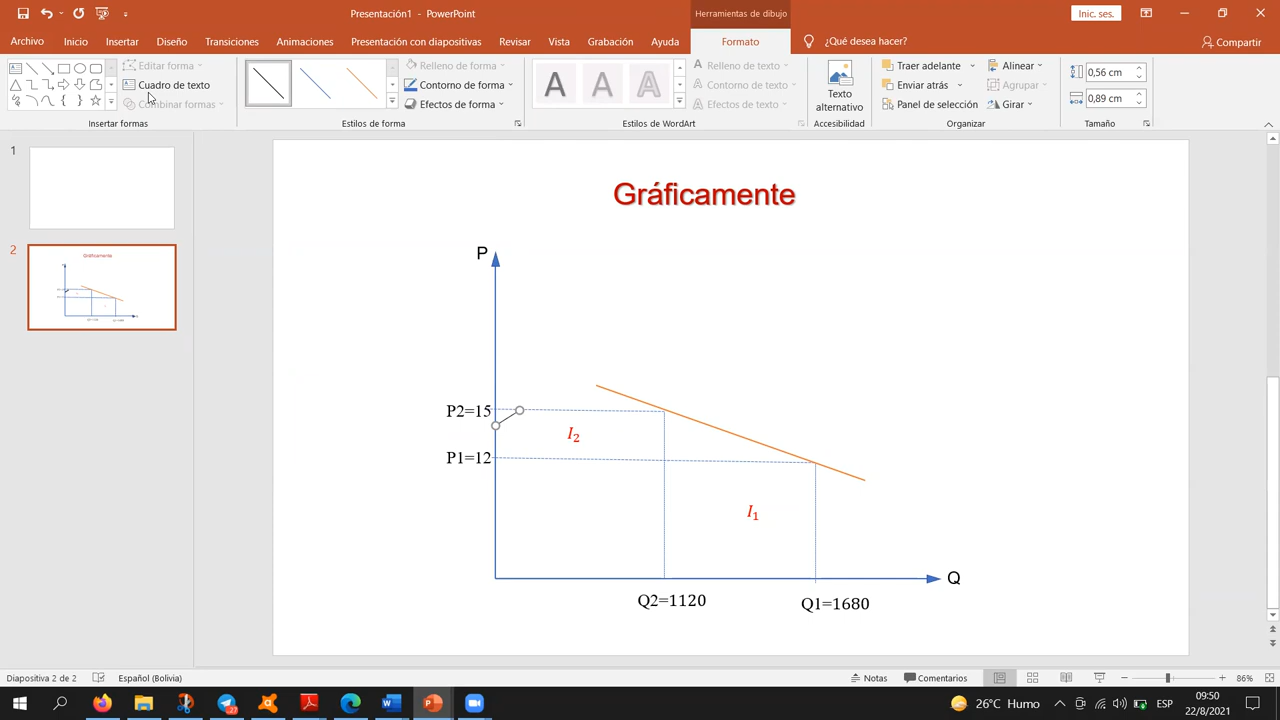 Presentación1 - PowerPoint
Herramientas de dibujo
Inic. ses.
Archivo Inicio Insertar Diseño Transiciones Animaciones Presentación con diapositivas Revisar Vista Grabación Ayuda Formato ¿Qué desea hacer? Compartir
Editar forma
Cuadro de texto
Combinar formas
Insertar formas
Relleno de forma
Contorno de forma
Efectos de forma
Estilos de forma
A A A
Relleno de texto
Contorno de texto
Efectos de texto
Estilos de WordArt
Texto
alternativo
Accesibilidad
Traer adelante
Enviar atrás
Panel de selección
Alinear
Agrupar
Girar
Organizar
0,56 cm
0,89 cm
Tamaño
1
2
Gráficamente
P
P2=15
I2
P1=12
I1
Q
Q2=1120
Q1=1680
Diapositiva 2 de 2 Español (Bolivia) Notas Comentarios 86%
26°C Humo ESP 09:50
22/8/2021